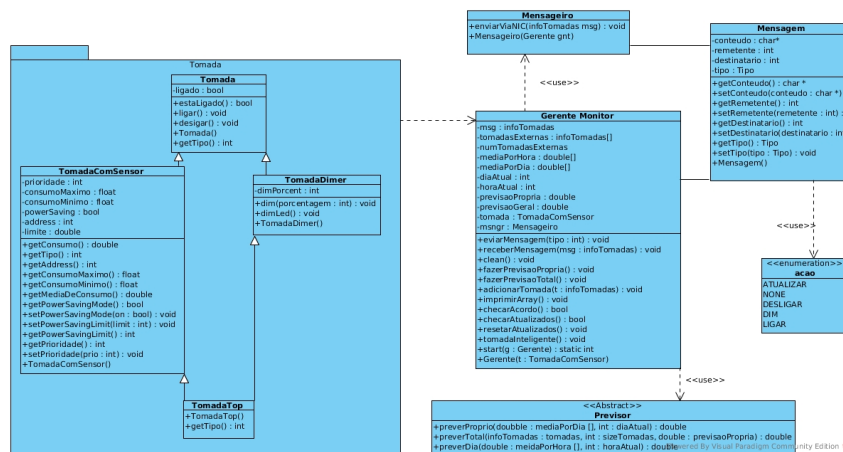 Tomada
Tomada
-ligado : bool
+estaLigado() : bool
+ligar() : void
+desigar() : void
+Tomada()
+getTipo() : int
TomadaComSensor
-prioridade : int
-consumoMaximo : float
-consumoMinimo : float
-powerSaving : bool
-address : int
-limite : double
+getConsumo() : double
+getTipo() : int
+getAddress() : int
+getConsumoMaximo() : float
+getConsumoMinimo() : float
+getMediaDeConsumo() : double
+getPowerSavingMode() : bool
+setPowerSavingMode(on : bool) : void
+setPowerSavingLimit(limit : int) : void
+getPowerSavingLimit() : int
+getPrioridade() : int
+setPrioridade(prio : int) : void
+TomadaComSensor()
TomadaDimer
-dimPorcent : int
+dim(porcentagem : int) : void
+dimLed() : void
+TomadaDimer()
TomadaTop
+TomadaTop()
+getTipo() : int
Mensageiro
+enviarViaNIC(infoTomadas msg) : void
+Mensageiro(Gerente gnt)
<<use>>
Gerente Monitor
-msg : infoTomadas
-tomadasExternas : infoTomadas[]
-numTomadasExternas
-mediaPorHora : double[]
-mediaPorDia : double[]
-diaAtual : int
-horaAtual : int
-previsaoPropria : double
-previsaoGeral : double
-tomada : TomadaComSensor
-msngr : Mensageiro
+eviarMensagem(tipo : int) : void
+receberMensagem(msg : infoTomadas) : void
+clean() : void
+fazerPrevisaoPropria() : void
+fazerPrevisaoTotal() : void
+adicionarTomada(t : infoTomadas) : void
+imprimirArray() : void
+checarAcordo() : bool
+checarAtualizados() : bool
+resetarAtualizados() : void
+tomadaInteligente() : void
+start(g : Gerente) : static int
+Gerente(t : TomadaComSensor)
<<use>>
Mensagem
-conteudo : char*
-remetente : int
-destinatario : int
-tipo : Tipo
+getConteudo() : char *
+setConteudo(conteudo : char *)
+getRemetente() : int
+setRemetente(remetente : int) :
+getDestinatario() : int
+setDestinatario(destinatario : int
+getTipo() : Tipo
+setTipo(tipo : Tipo) : void
+Mensagem()
<<use>>
<<enumeration>>
acao
ATUALIZAR
NONE
DESLIGAR
DIM
LIGAR
<<Abstract>>
Previsor
+preverProprio(doubble : mediaPorDia [], int : diaAtual) : double
+preverTotal(infoTomadas : tomadas, int : sizeTomadas, double : previsaoPropria) : double
+preverDia(double : meidaPorHora [], int : horaAtual) : double
Powered By Visual Paradigm Community Edition